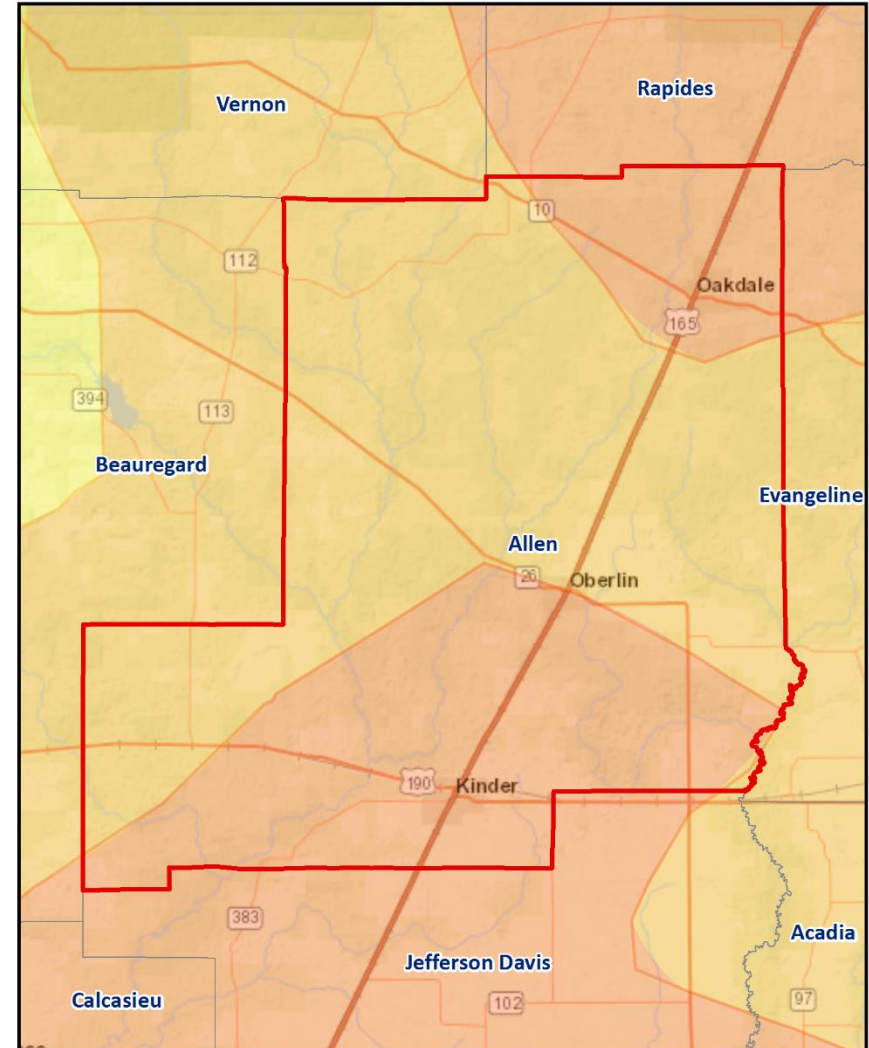 Vernon
Rapides
10
112
Oakdale
165
394
113
Beauregard
Evangeline
Allen
26
Oberlin
190
Kinder
383
Acadia
Jefferson Davis
Calcasieu
102
97